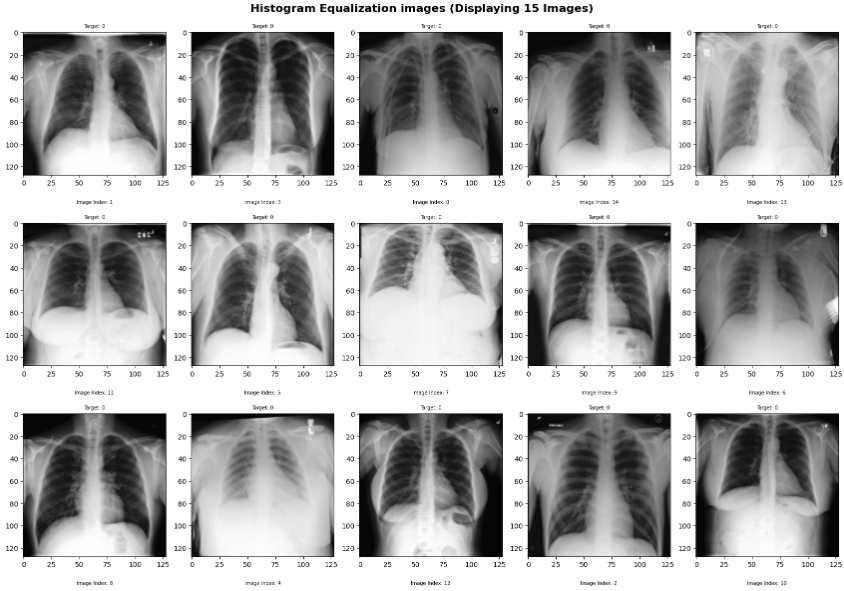 Histogram Equalization images (Displaying 15 Images)
Target: 0 Target: 0 Target: 0 Target: 0 Target: 0
0 0 0 0 0
20 20 20 20 20
40 40 40 40 40
60 60 60 60 60
80 80 80 80 80
100 100 100 100 100
120 120 120 120 120
0 25 50 75 100 125 0 25 50 75 100 125 0 25 50 75 100 125 0 25 50 75 100 125 0 25 50 75 100 125
Image Index: 1 Image Index: 3 Image Index: 0 Image Index: 14 Image Index: 13
Target: 0 Target: 0 Target: 0 Target: 0 Target: 0
0 0 0 0 0
20 20 20 20 20
40 40 40 40 40
60 60 60 60 60
80 80 80 80 80
100 100 100 100 100
120 120 120 120 120
0 25 50 75 100 125 0 25 50 75 100 125 0 25 50 75 100 125 0 25 50 75 100 125 0 25 50 75 100 125
Image Index: 11 Image Index: 5 Image Index: 7 Image Index: 9 Image Index: 6
Target: 0 Target: 0 Target: 0 Target: 0 Target: 0
0 0 0 0 0
20 20 20 20 20
40 40 40 40 40
60 60 60 60 60
80 80 80 80 80
100 100 100 100 100
120 120 120 120 120
0 25 50 75 100 125 0 25 50 75 100 125 0 25 50 75 100 125 0 25 50 75 100 125 0 25 50 75 100 125
Image Index: 8 Image Index: 4 Image Index: 12 Image Index: 2 Image Index: 10